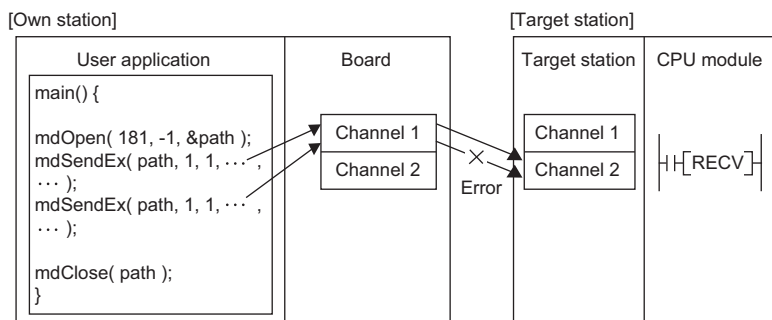 [Own station]
[Target station]
User application
Board
Target station
CPU module
main() {
mdOpen( 181, -1, &path );
mdSendEx( path, 1, 1, ··· ,
··· );
mdSendEx( path, 1, 1, ··· ,
··· );
mdClose( path );
}
Channel 1
Channel 2
Error
Channel 1
Channel 2
RECV